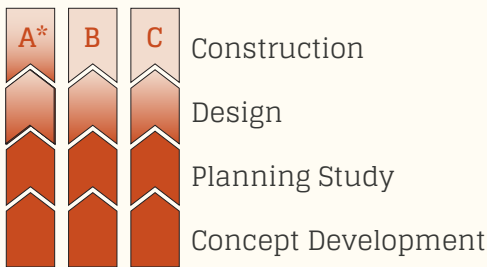 A* B C
Construction
Design
Planning Study
Concept Development